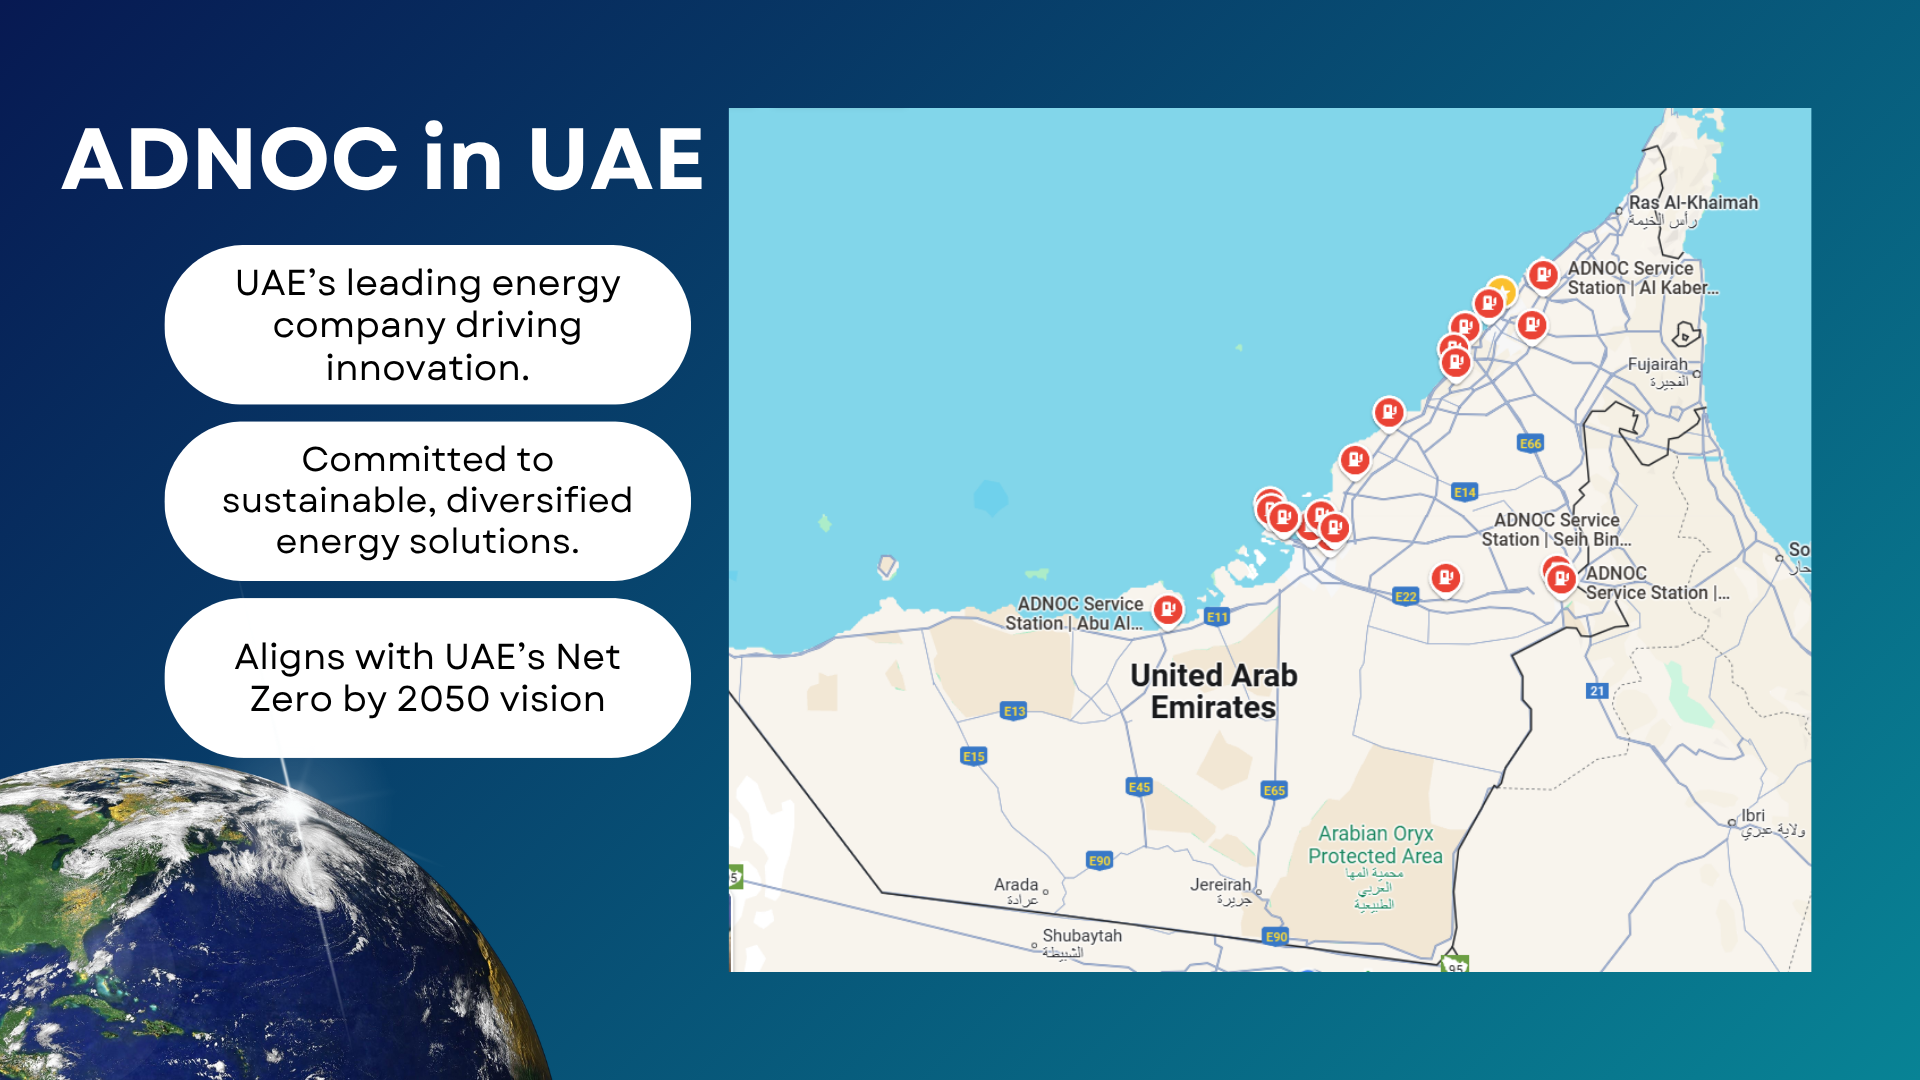 ADNOC in UAE
UAE’s leading energy
company driving
innovation.
Committed to
sustainable, diversified
energy solutions.
Aligns with UAE’s Net
Zero by 2050 vision
Ras Al-Khaimah
رأس الخيمة
ADNOC Service
Station | Al Kaber...
Fujairah
الفجيرة
E66
E14
ADNOC Service
Station | Seih Bin...
So
حار
ADNOC
Service Station |...
E22
ADNOC Service
Station | Abu Al...
E11
United Arab
Emirates
21
E13
E15
E45
E65
Ibri
ولاية عبري
Arabian Oryx
Protected Area
محمية المها
العربي
الطبيعية
E90
5
Arada
عرادة
Jereirah
جريرة
Shubaytah
الشبيطة
E90
95